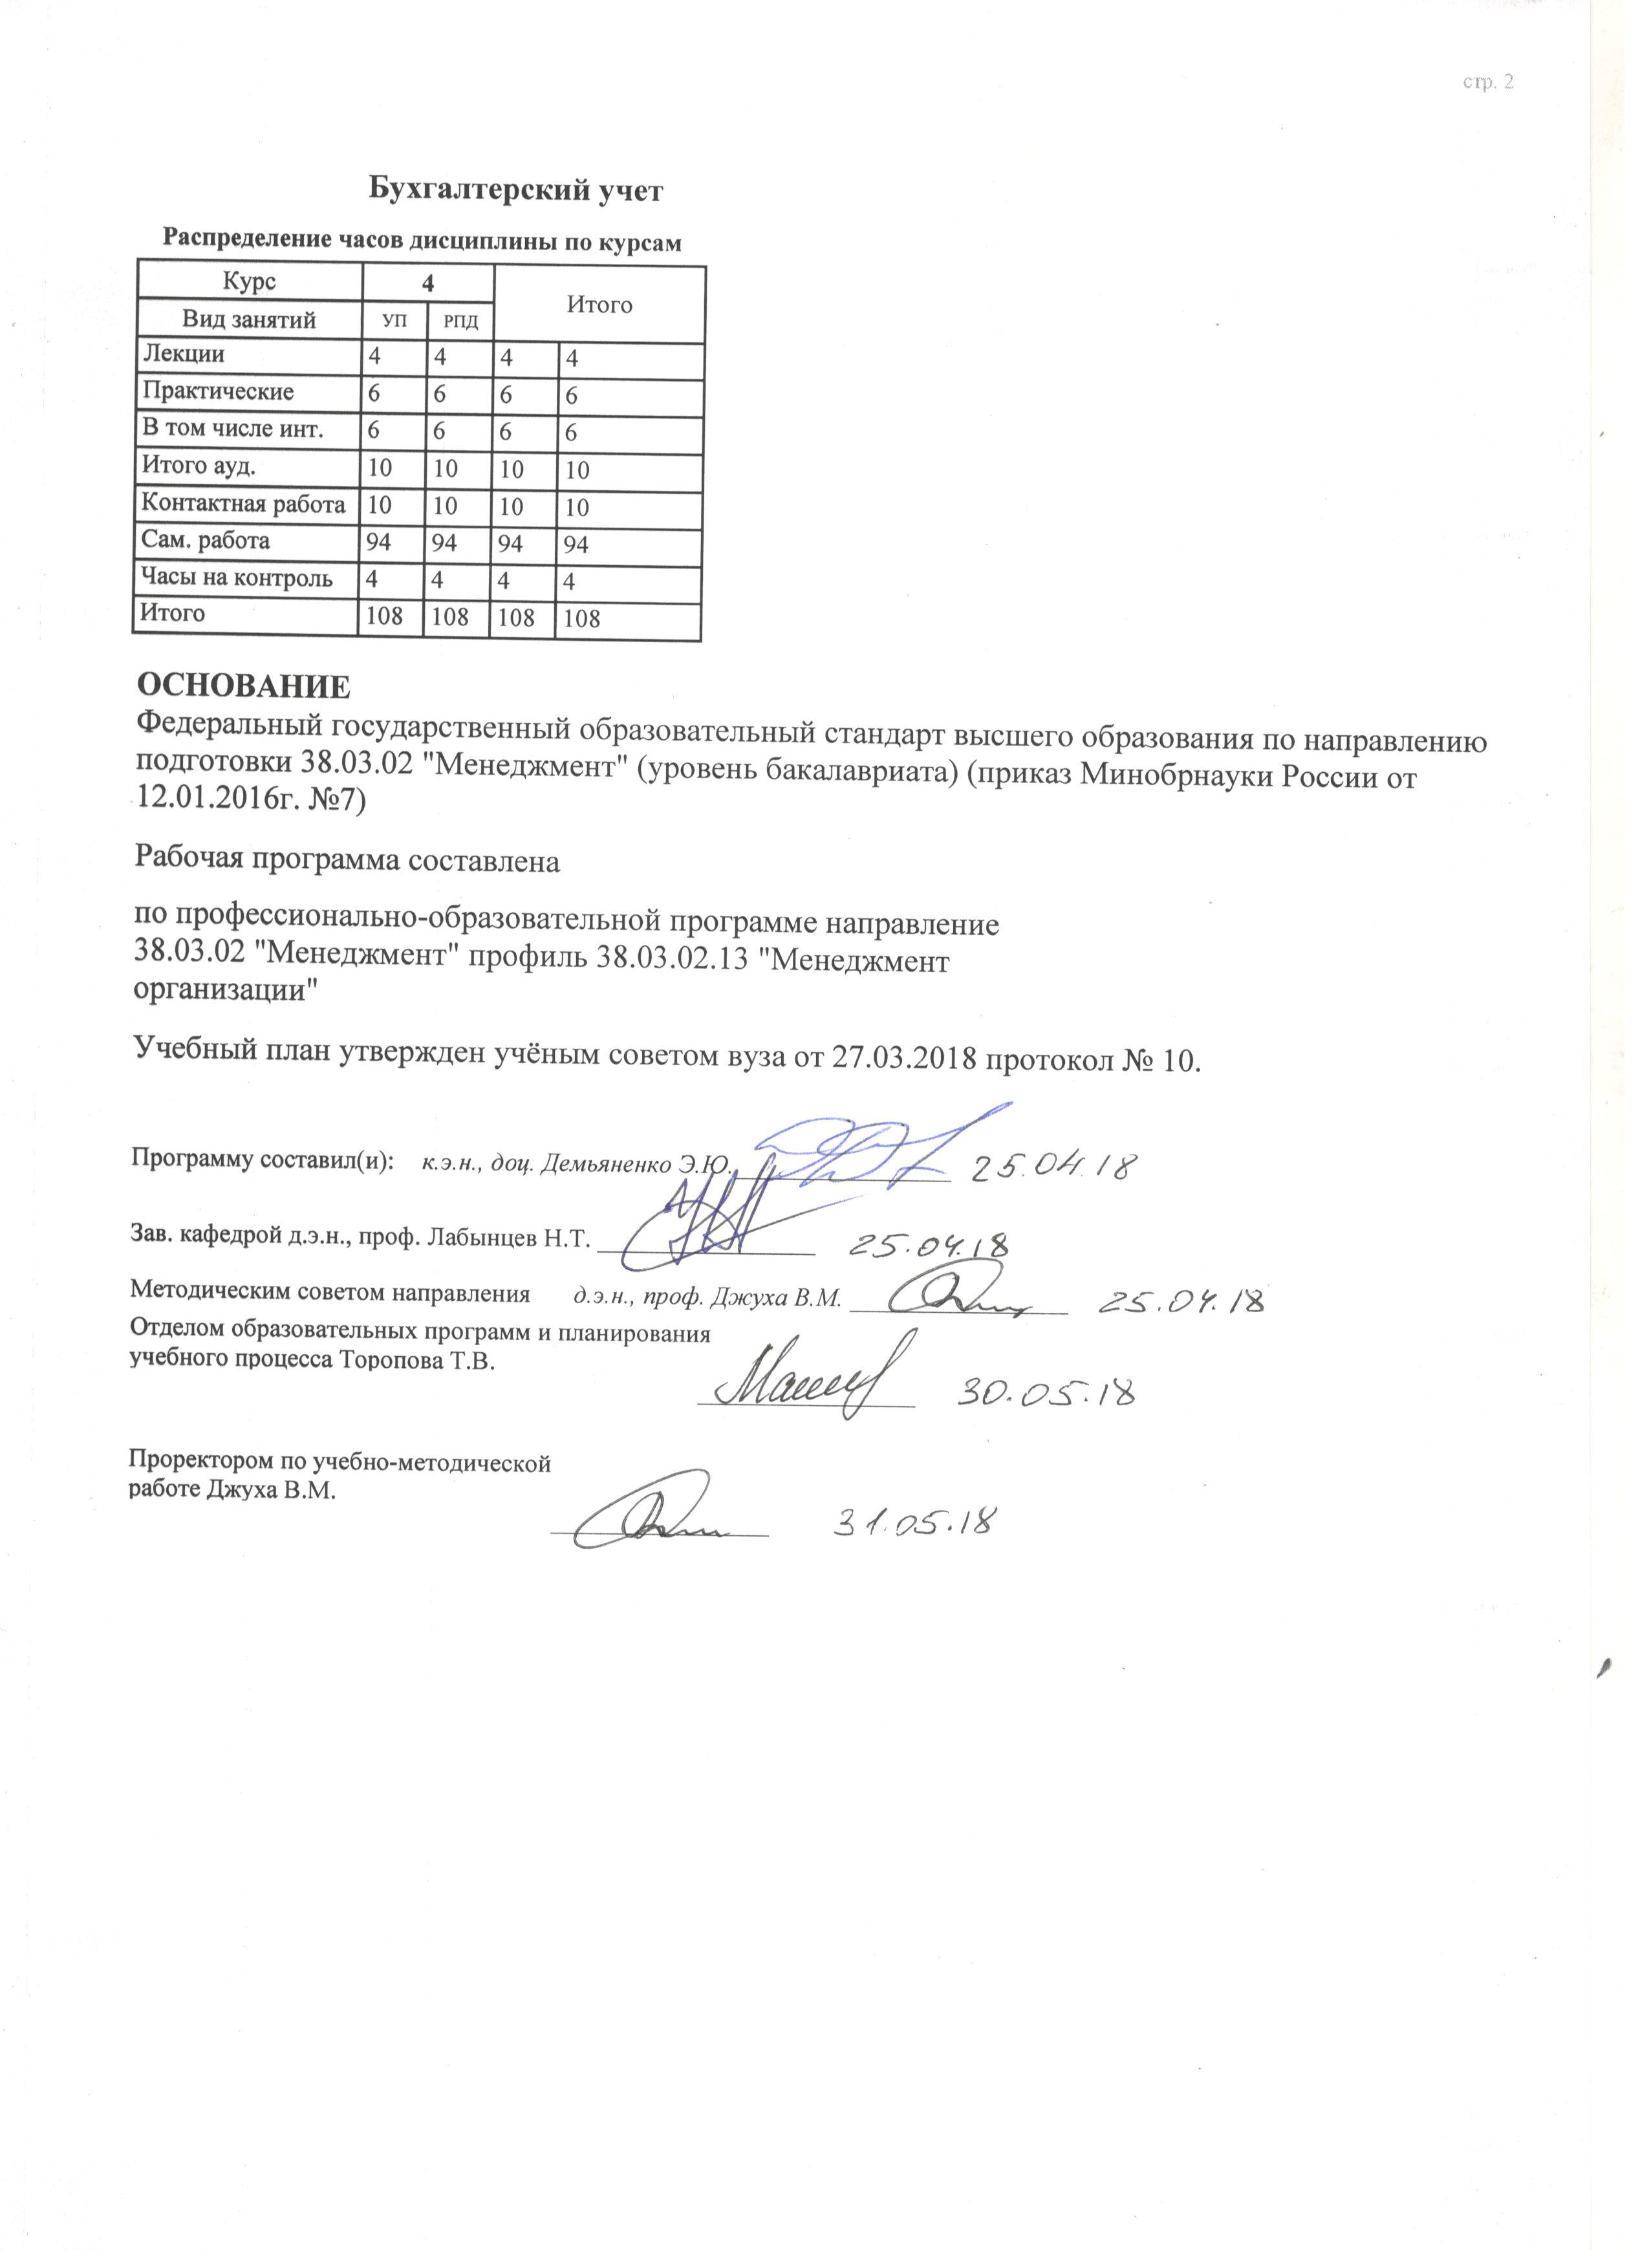 стр. 2
Бухгалтерский учет
Распределение часов дисциплины по курсам
Курс 4 Итого
Вид занятий УП РПД
Лекции 4 4 4 4
Практические 6 6 6 6
В том числе инт. 6 6 6 6
Итого ауд. 10 10 10 10
Контактная работа 10 10 10 10
Сам. работа 94 94 94 94
Часы на контроль 4 4 4 4
Итого 108 108 108 108
ОСНОВАНИЕ
Федеральный государственный образовательный стандарт высшего образования по направлению
подготовки 38.03.02 "Менеджмент" (уровень бакалавриата) (приказ Минобрнауки России от
12.01.2016г. №7)
Рабочая программа составлена
по профессионально-образовательной программе направление
38.03.02 "Менеджмент" профиль 38.03.02.13 "Менеджмент
организации"
Учебный план утвержден учёным советом вуза от 27.03.2018 протокол № 10.
Программу составил(и): к.э.н., доц. Демьяненко Э.Ю. 25.04.18
Зав. кафедрой д.э.н., проф. Лабынцев Н.Т. 25.04.18
Методическим советом направления д.э.н., проф. Джуха В.М. 25.04.18
Отделом образовательных программ и планирования
учебного процесса Торопова Т.В.
30.05.18
Проректором по учебно-методической
работе Джуха В.М.
31.05.18